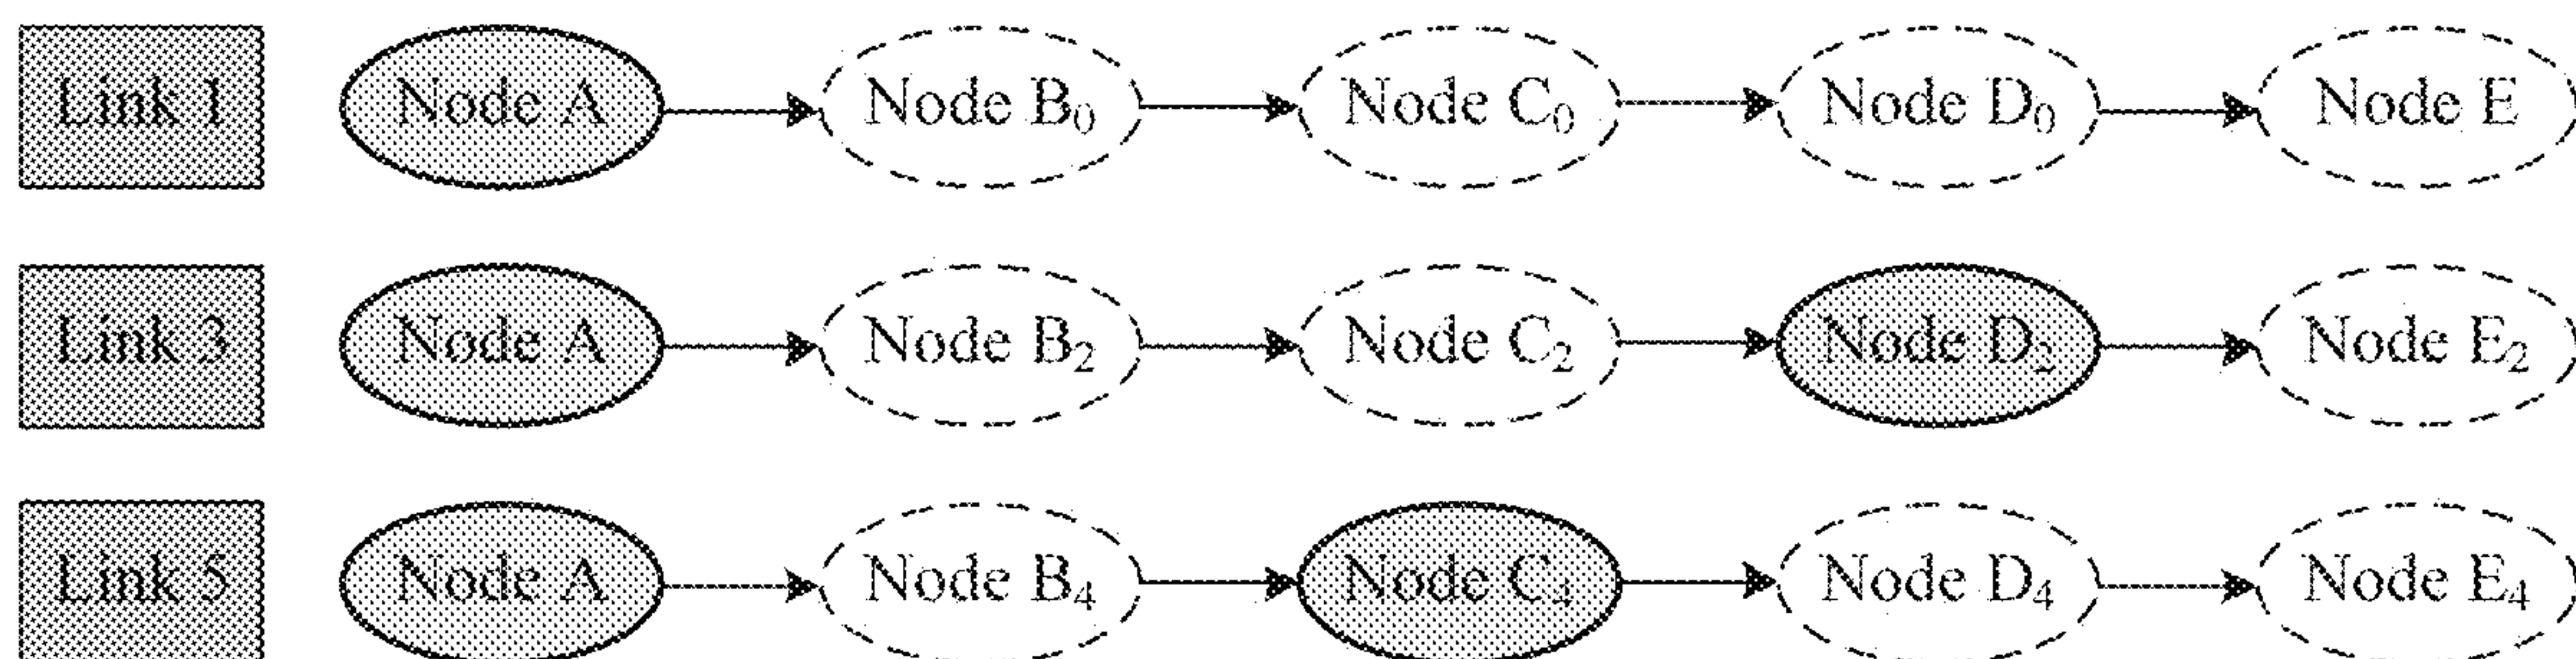 Link 1 Node A Node B₀ Node C₀ Node D₀ Node E
Link 3 Node A Node B₂ Node C₂ Node D₂ Node E₂
Link 5 Node A Node B₄ Node C₄ Node D₄ Node E₄